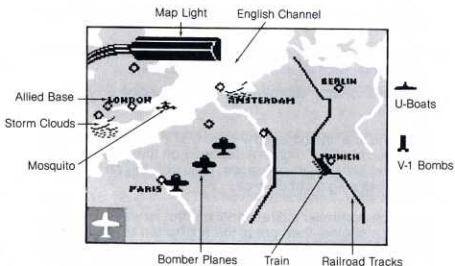 Map Light
English Channel
BERLIN
Allied Base
LONDON
AMSTERDAM
U-Boats
Storm Clouds
Mosquito
MUNICH
V-1 Bombs
PARIS
Bomber Planes
Train
Railroad Tracks